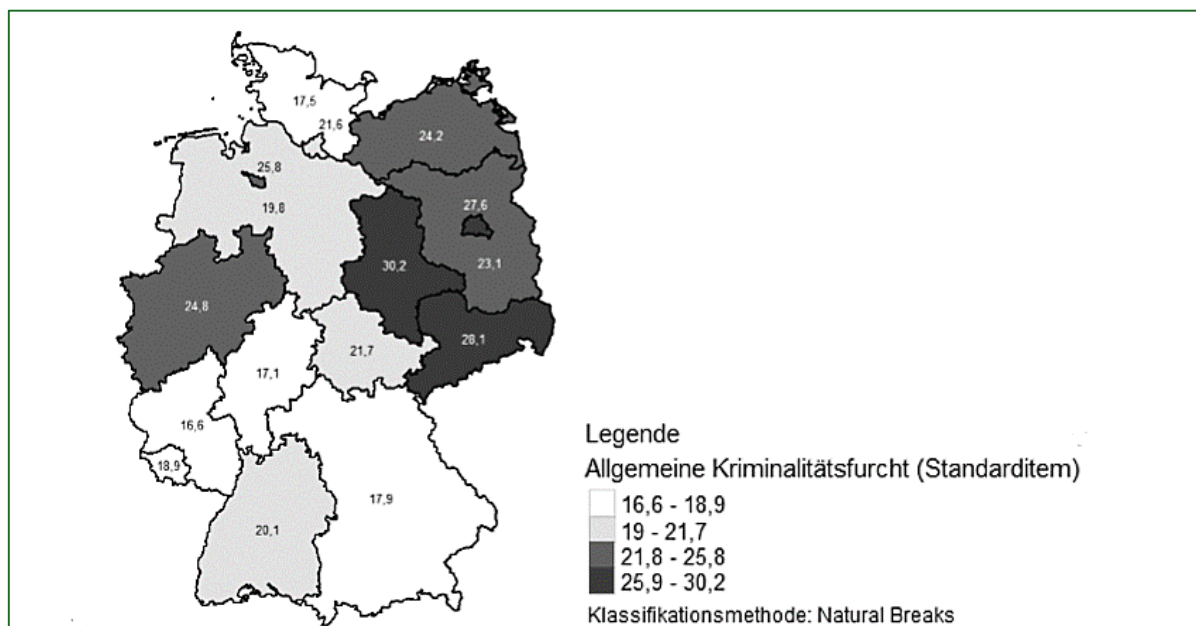 17,5
21,6
24,2
25,8
27,6
19,8
30,2
23,1
24,8
28,1
21,7
17,1
16,6
18,9
17,9
20,1
Legende
Allgemeine Kriminalitätsfurcht (Standarditem)
16,6 - 18,9
19 - 21,7
21,8 - 25,8
25,9 - 30,2
Klassifikationsmethode: Natural Breaks